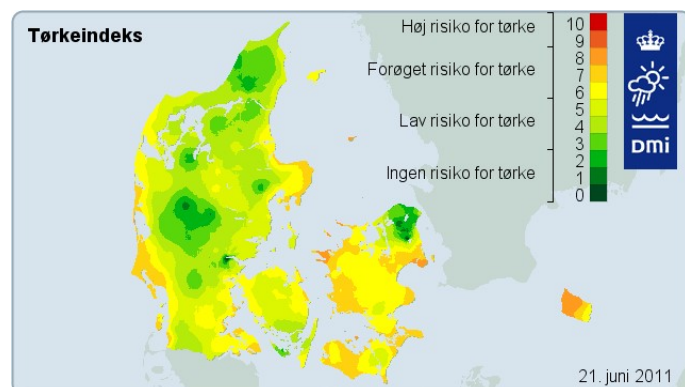 Tørkeindeks
Høj risiko for tørke
Forøget risiko for tørke
Lav risiko for tørke
Ingen risiko for tørke
10
9
8
7
6
5
4
3
2
1
0
DMi
21. juni 2011